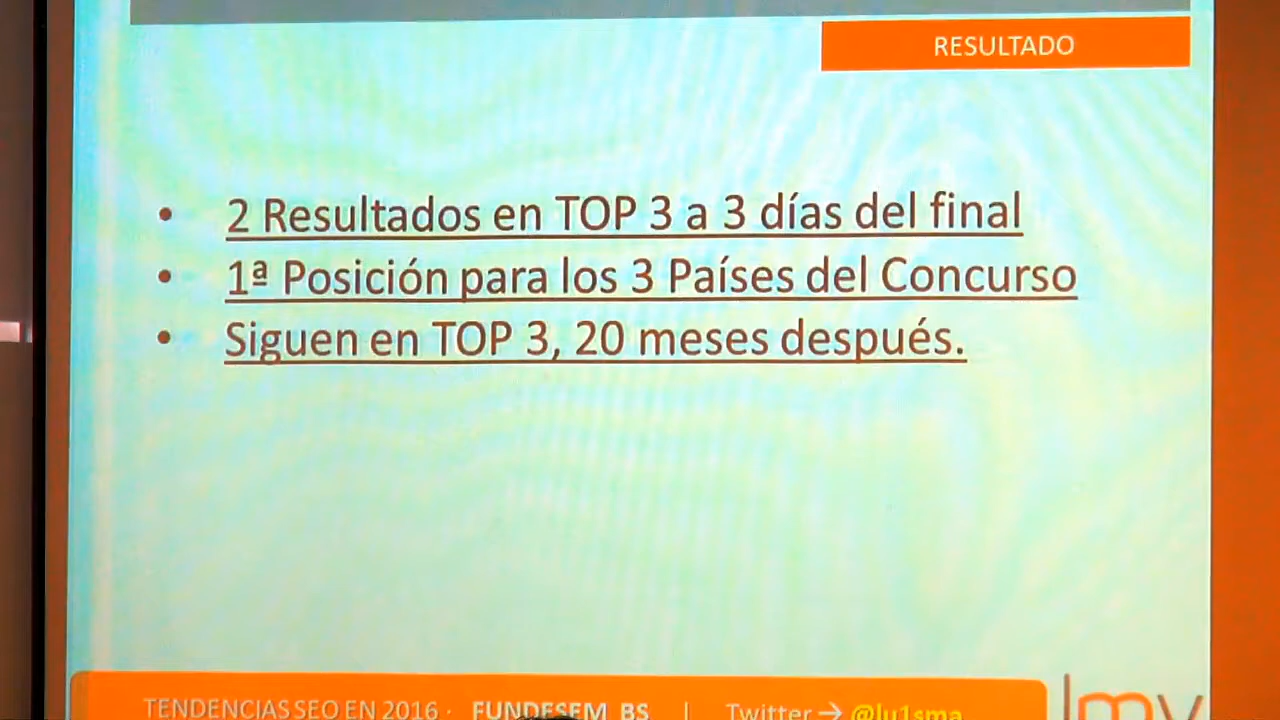 RESULTADO
• 2 Resultados en TOP 3 a 3 días del final
• 1ª Posición para los 3 Países del Concurso
• Siguen en TOP 3, 20 meses después.
TENDENCIAS SEO EN 2016 · FUNDESEM BS | Twitter → @lu1sma
lmv